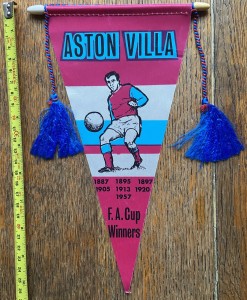 ASTON VILLA
1887 1895 1897
1905 1913 1920
1957
F.A. Cup
Winners